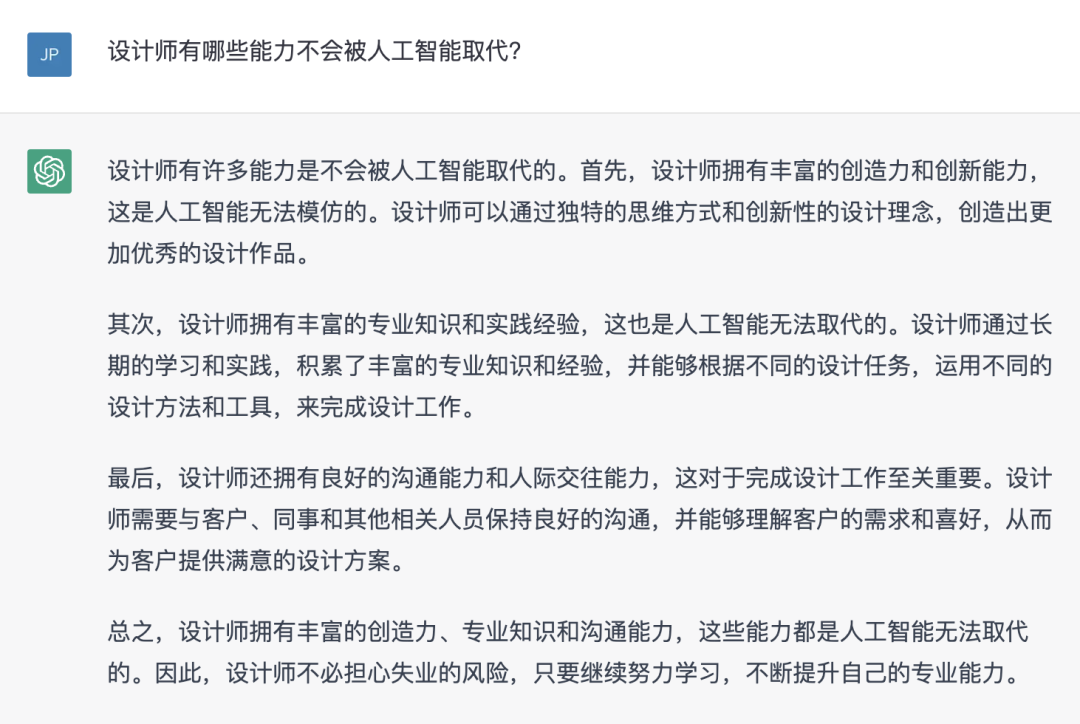 JP
设计师有哪些能力不会被人工智能取代?
设计师有许多能力是不会被人工智能取代的。首先，设计师拥有丰富的创造力和创新能力，
这是人工智能无法模仿的。设计师可以通过独特的思维方式和创新性的设计理念，创造出更
加优秀的设计作品。
其次，设计师拥有丰富的专业知识和实践经验，这也是人工智能无法取代的。设计师通过长
期的学习和实践，积累了丰富的专业知识和经验，并能够根据不同的设计任务，运用不同的
设计方法和工具，来完成设计工作。
最后，设计师还拥有良好的沟通能力和人际交往能力，这对于完成设计工作至关重要。设计
师需要与客户、同事和其他相关人员保持良好的沟通，并能够理解客户的需求和喜好，从而
为客户提供满意的设计方案。
总之，设计师拥有丰富的创造力、专业知识和沟通能力，这些能力都是人工智能无法取代
的。因此，设计师不必担心失业的风险，只要继续努力学习，不断提升自己的专业能力。